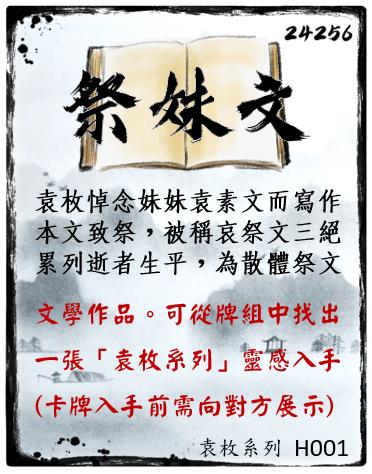 24256
祭妹文
袁枚悼念妹妹袁素文而寫作
本文致祭，被稱哀祭文三絕
累列逝者生平，為散體祭文
文學作品。可從牌組中找出
一張「袁枚系列」靈感入手
(卡牌入手前需向對方展示)
袁枚系列 H001